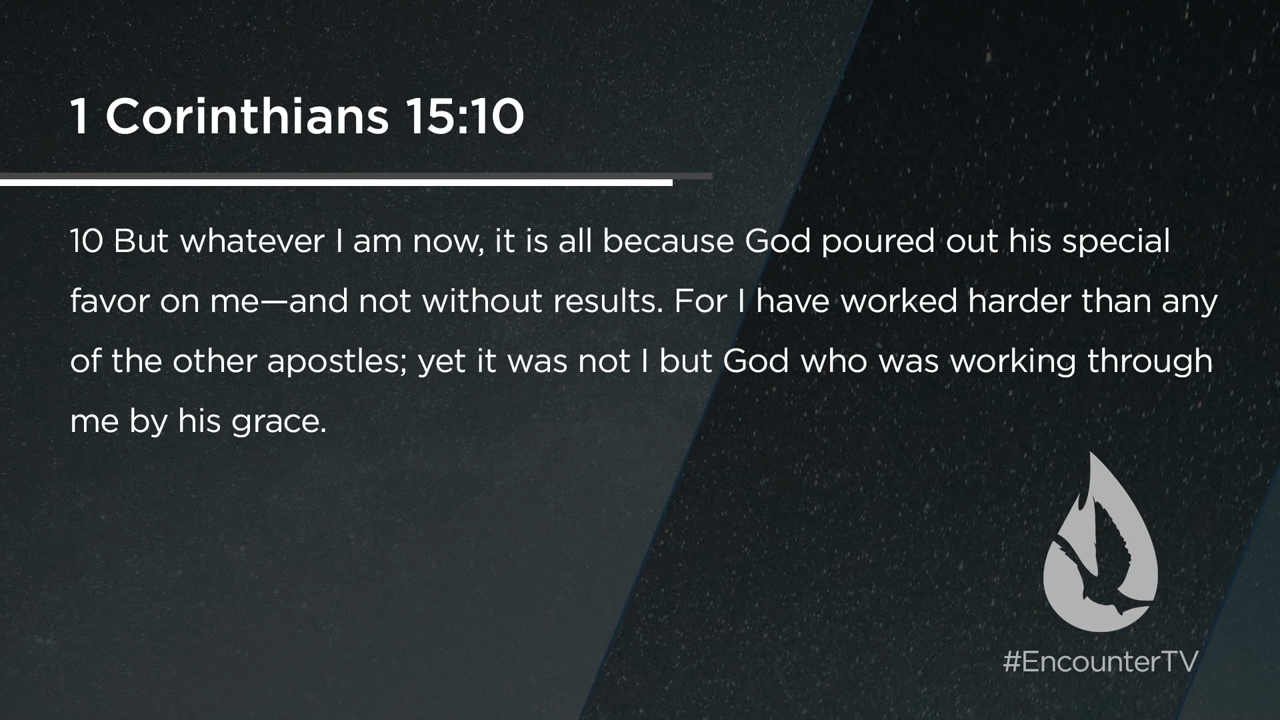 1 Corinthians 15:10
10 But whatever I am now, it is all because God poured out his special
favor on me—and not without results. For I have worked harder than any
of the other apostles; yet it was not I but God who was working through
me by his grace.
#EncounterTV